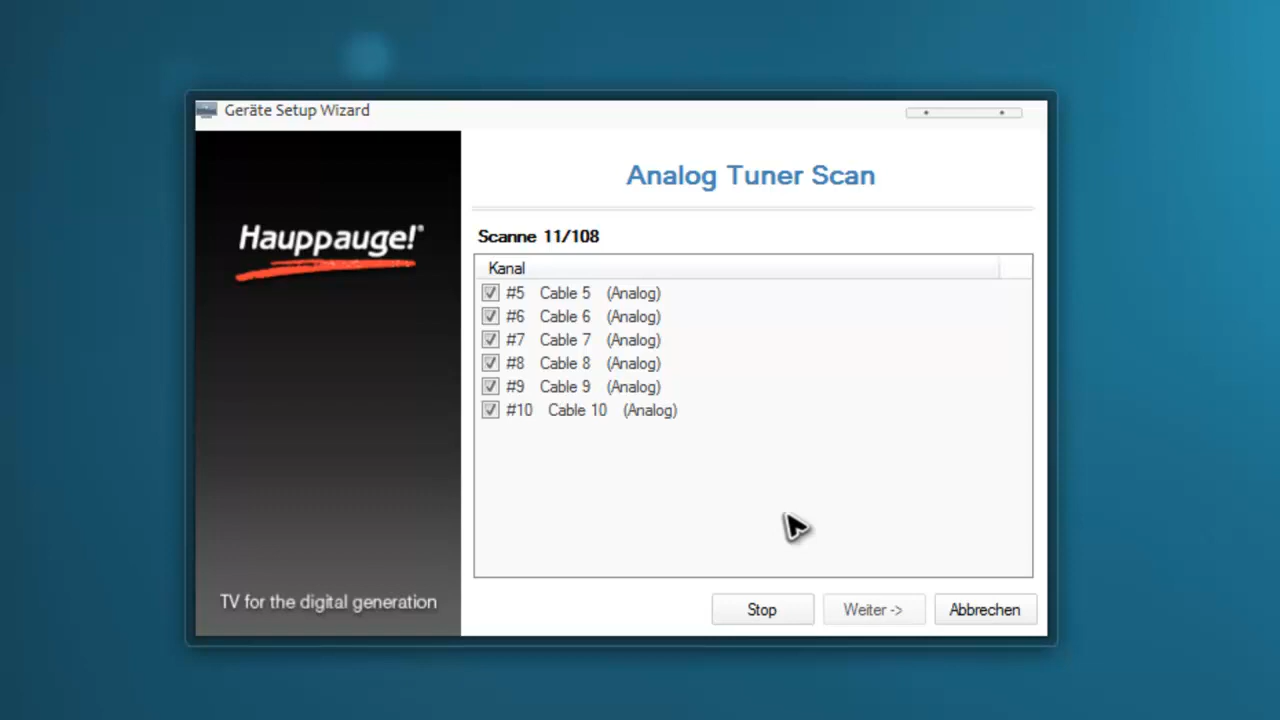 Geräte Setup Wizard
Hauppauge!®
TV for the digital generation
Analog Tuner Scan
Scanne 11/108
Kanal
#5 Cable 5 (Analog)
#6 Cable 6 (Analog)
#7 Cable 7 (Analog)
#8 Cable 8 (Analog)
#9 Cable 9 (Analog)
#10 Cable 10 (Analog)
Stop
Weiter ->
Abbrechen